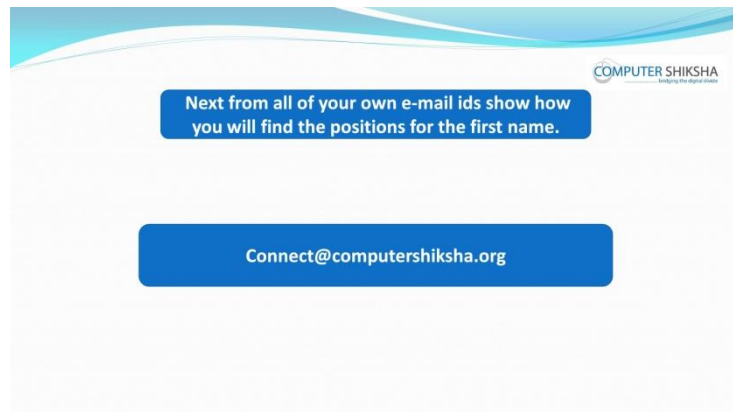 COMPUTER SHIKSHA
bridging the digital divide
Next from all of your own e-mail ids show how
you will find the positions for the first name.
Connect@computershiksha.org